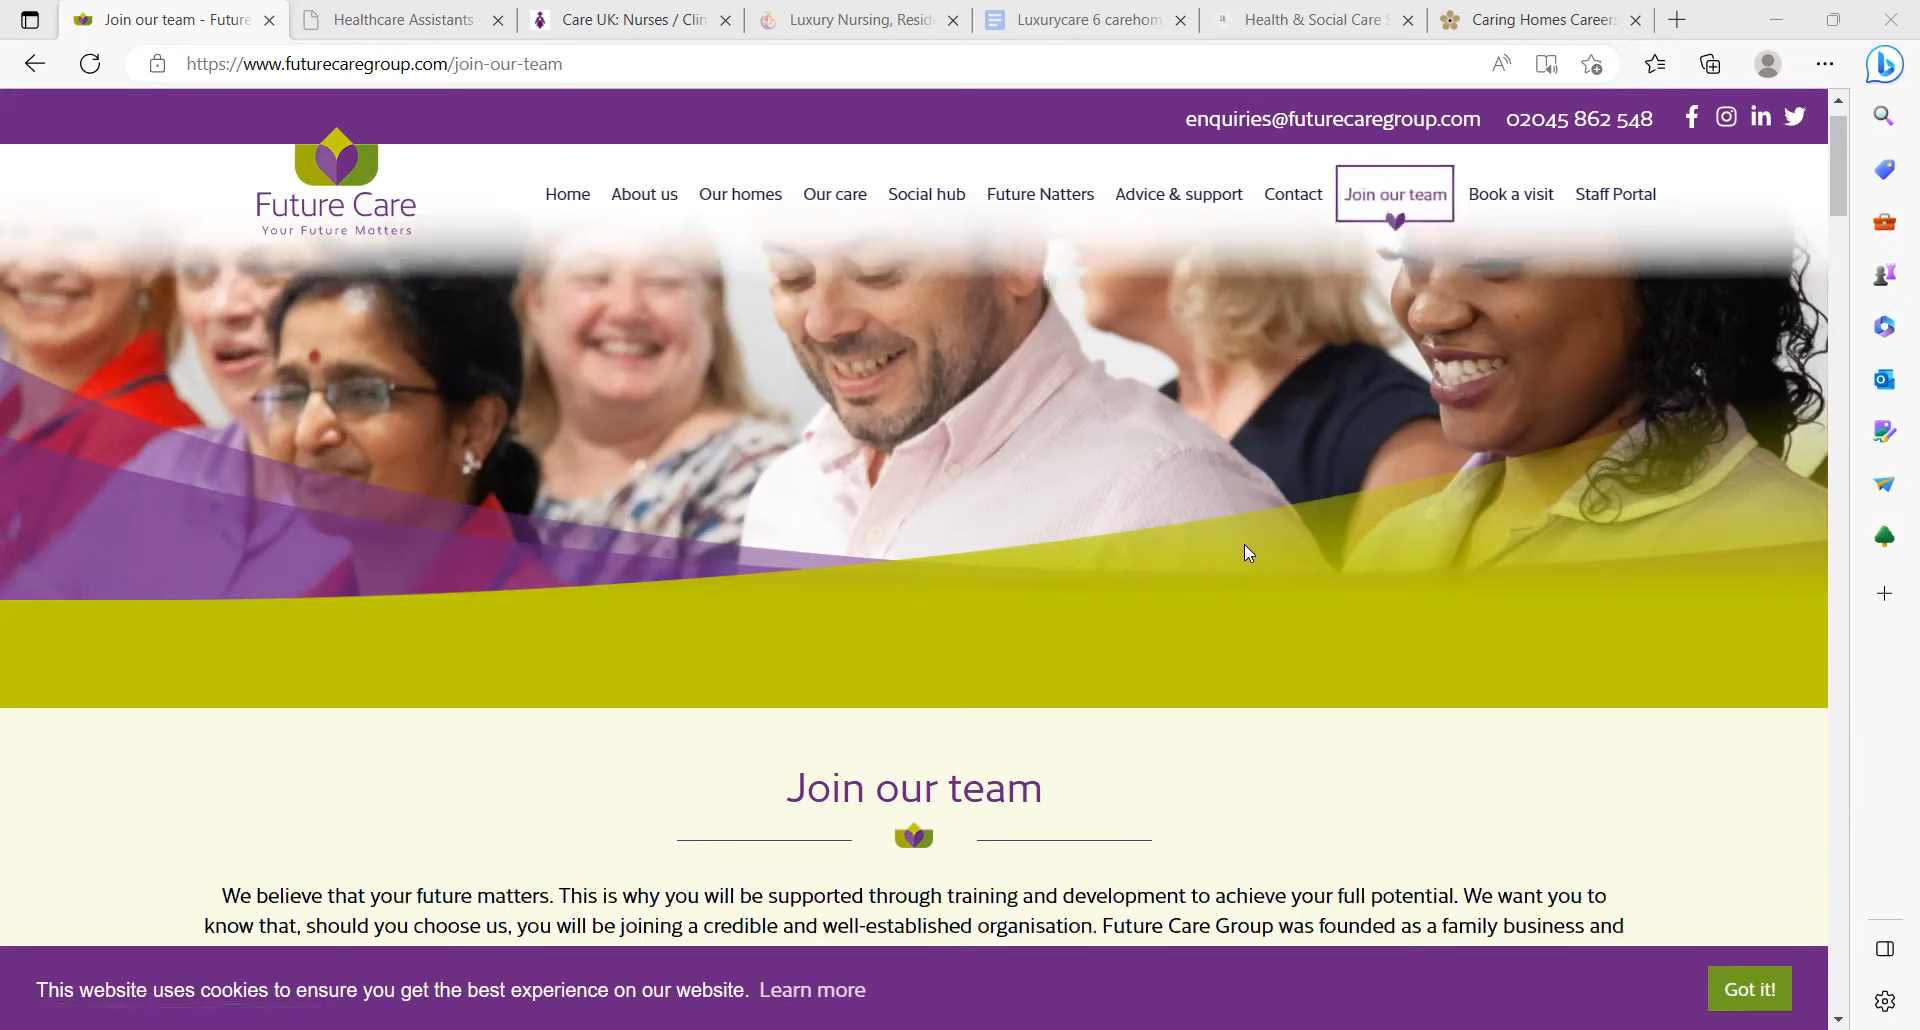 Join our team - Future
Healthcare Assistants
Care UK: Nurses / Clin
Luxury Nursing, Resid
Luxurycare 6 carehom
Health & Social Care S
Caring Homes Careers
https://www.futurecaregroup.com/join-our-team
enquiries@futurecaregroup.com 02045 862 548
Future Care
Your Future Matters
Home About us Our homes Our care Social hub Future Natters Advice & support Contact Join our team Book a visit Staff Portal
Join our team
We believe that your future matters. This is why you will be supported through training and development to achieve your full potential. We want you to
know that, should you choose us, you will be joining a credible and well-established organisation. Future Care Group was founded as a family business and
This website uses cookies to ensure you get the best experience on our website. Learn more
Got it!